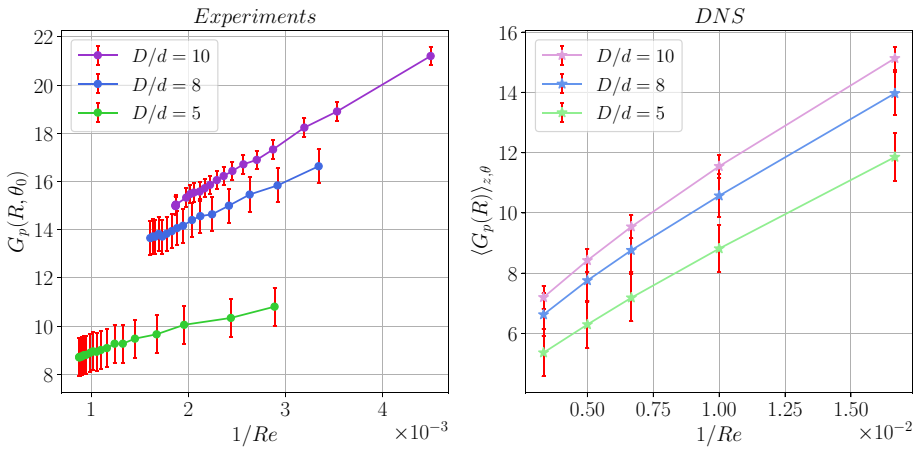 Experiments
G_p(R, θ_0)
22
20
18
16
14
12
10
8
D/d = 10
D/d = 8
D/d = 5
1
2
3
4
1/Re
×10⁻³
DNS
⟨G_p(R)⟩_{z,θ}
16
14
12
10
8
6
D/d = 10
D/d = 8
D/d = 5
0.50
0.75
1.00
1.25
1.50
1/Re
×10⁻²